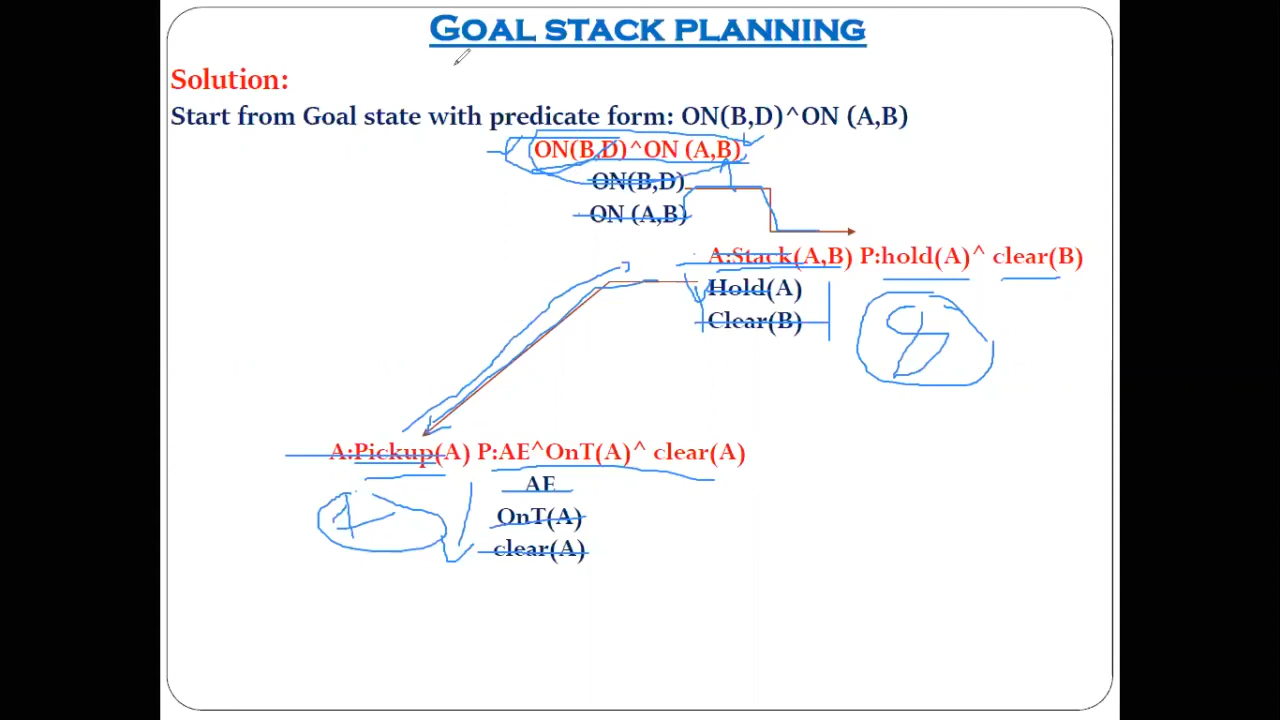 GOAL STACK PLANNING
Solution:
Start from Goal state with predicate form: ON(B,D)^ON (A,B)
ON(B,D)^ON (A,B)
ON(B,D)
ON (A,B)
A:Stack(A,B) P:hold(A)^ clear(B)
Hold(A)
Clear(B)
A:Pickup(A) P:AE^OnT(A)^ clear(A)
AE
OnT(A)
clear(A)